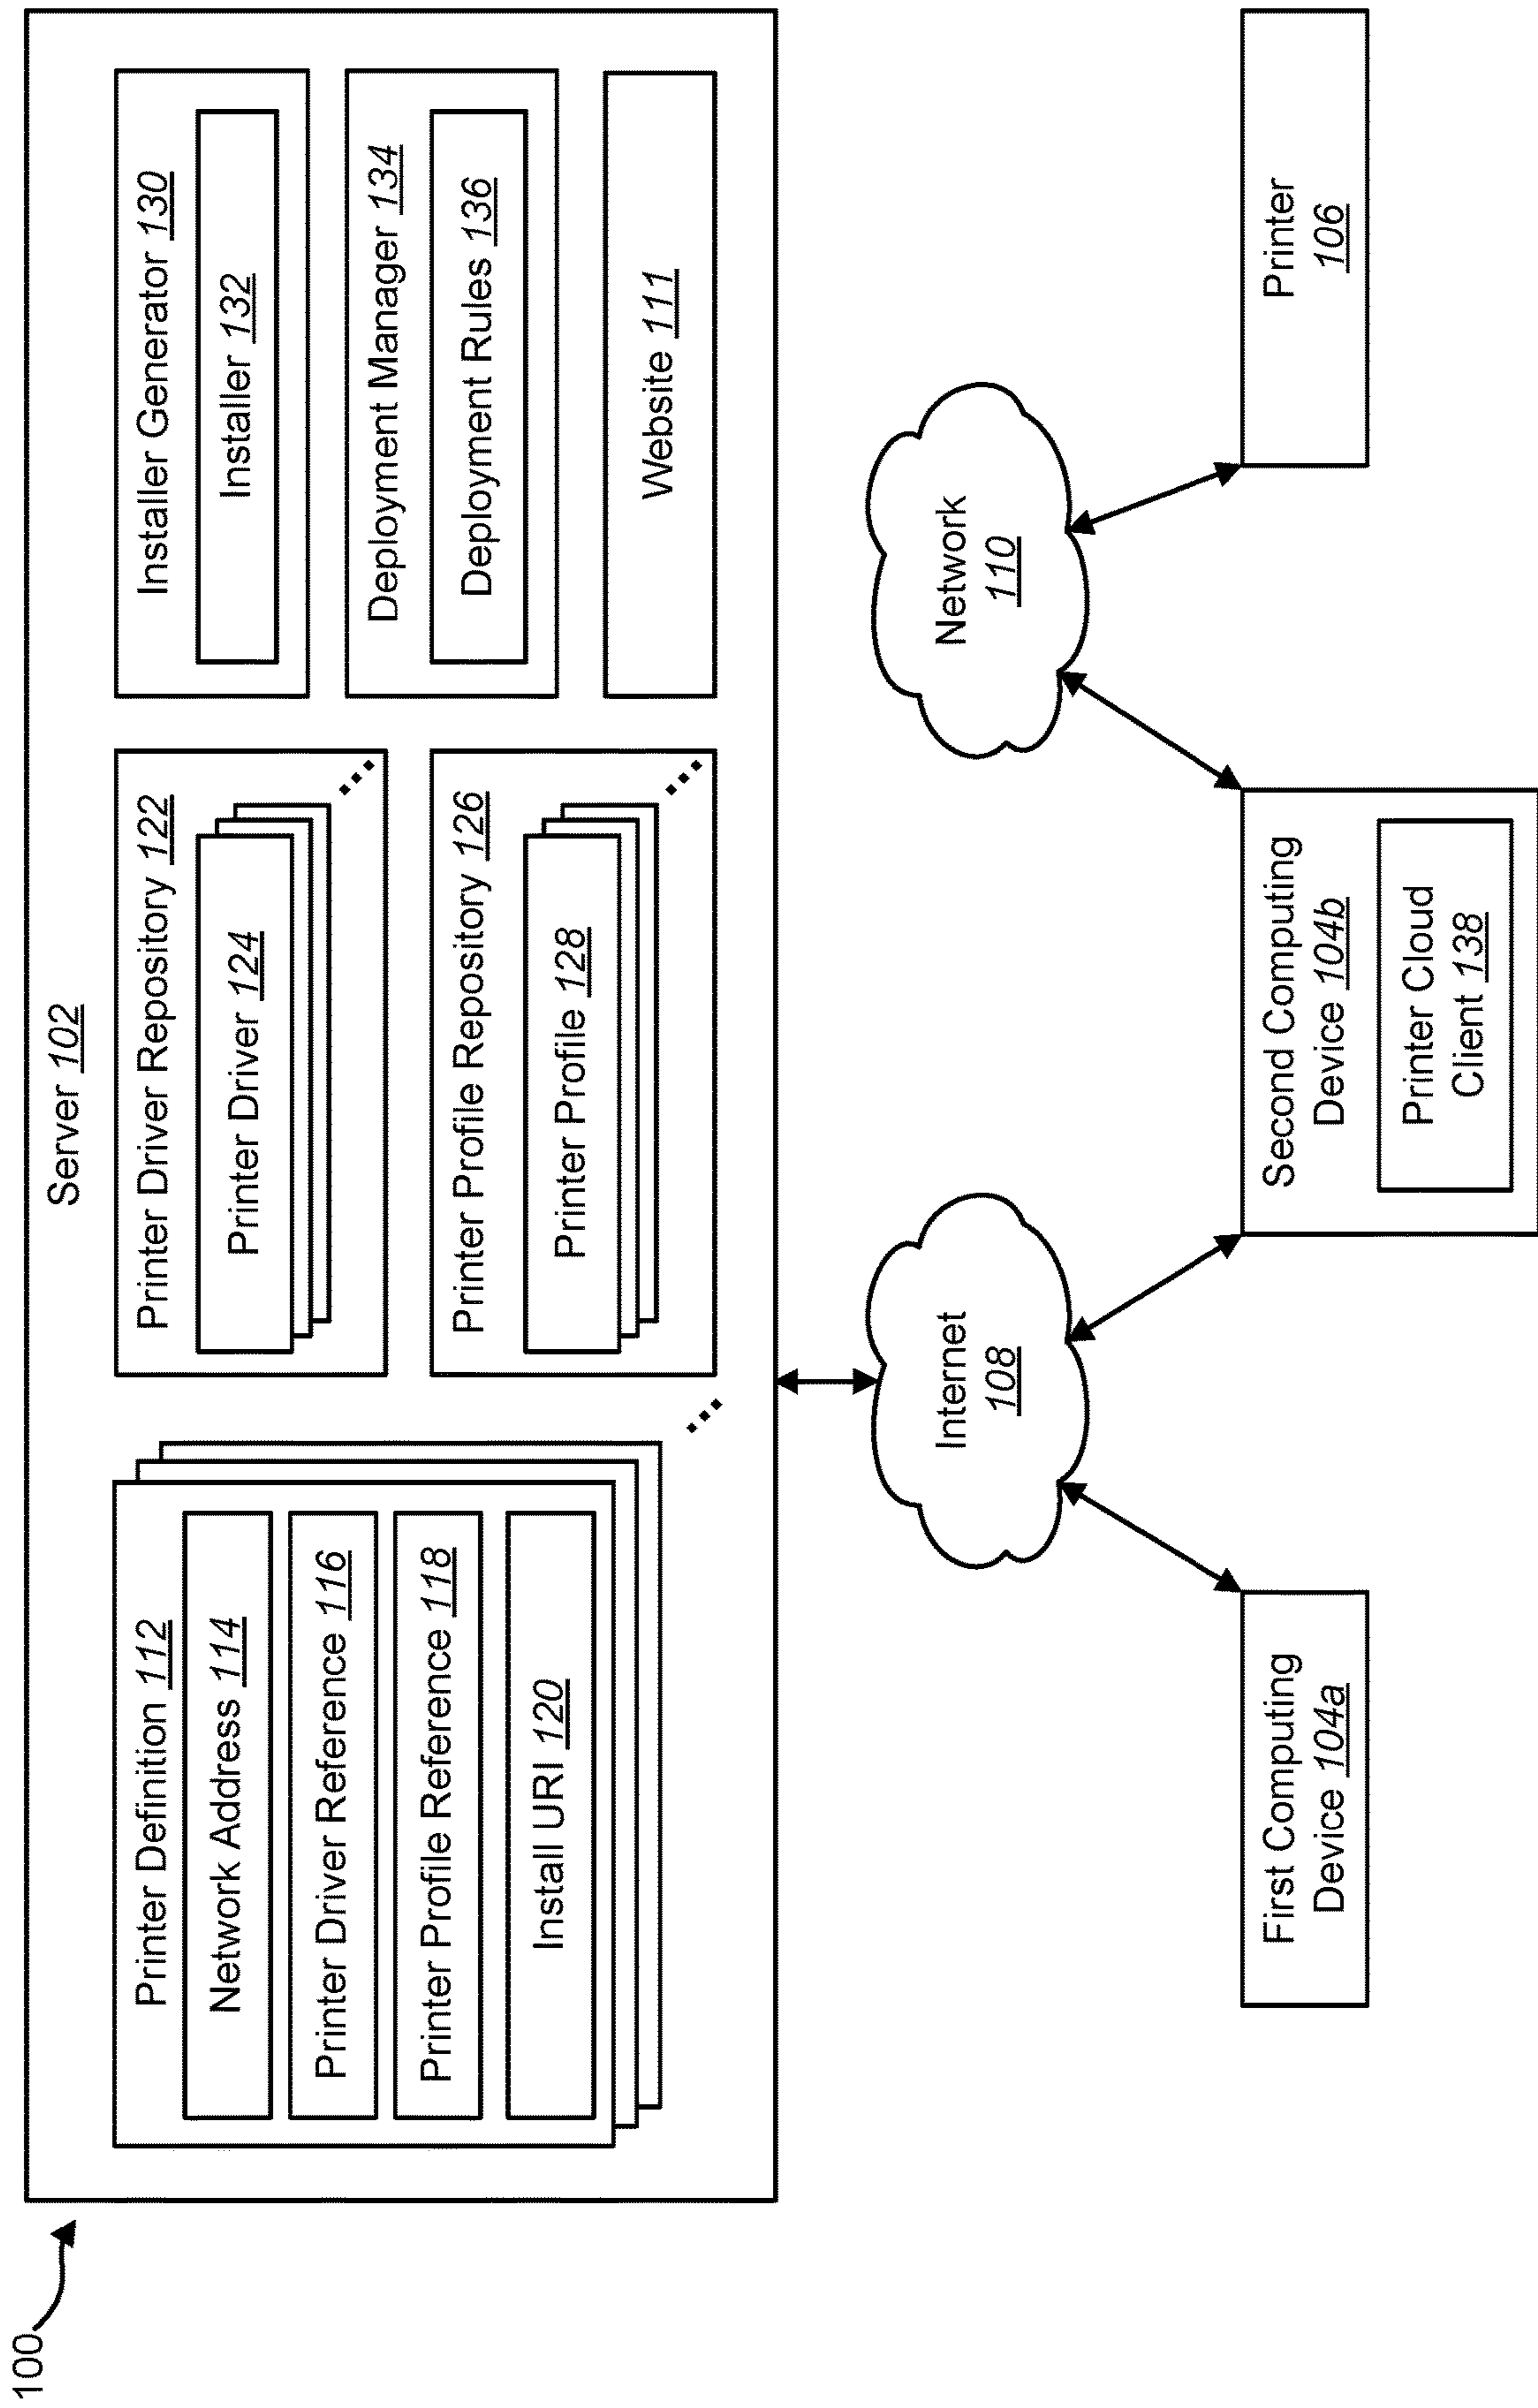 100
Server 102
Printer Definition 112
Network Address 114
Printer Driver Reference 116
Printer Profile Reference 118
Install URI 120
Printer Driver Repository 122
Printer Driver 124
Printer Profile Repository 126
Printer Profile 128
Installer Generator 130
Installer 132
Deployment Manager 134
Deployment Rules 136
Website 111
Internet
108
Network
110
First Computing
Device 104a
Second Computing
Device 104b
Printer Cloud
Client 138
Printer
106